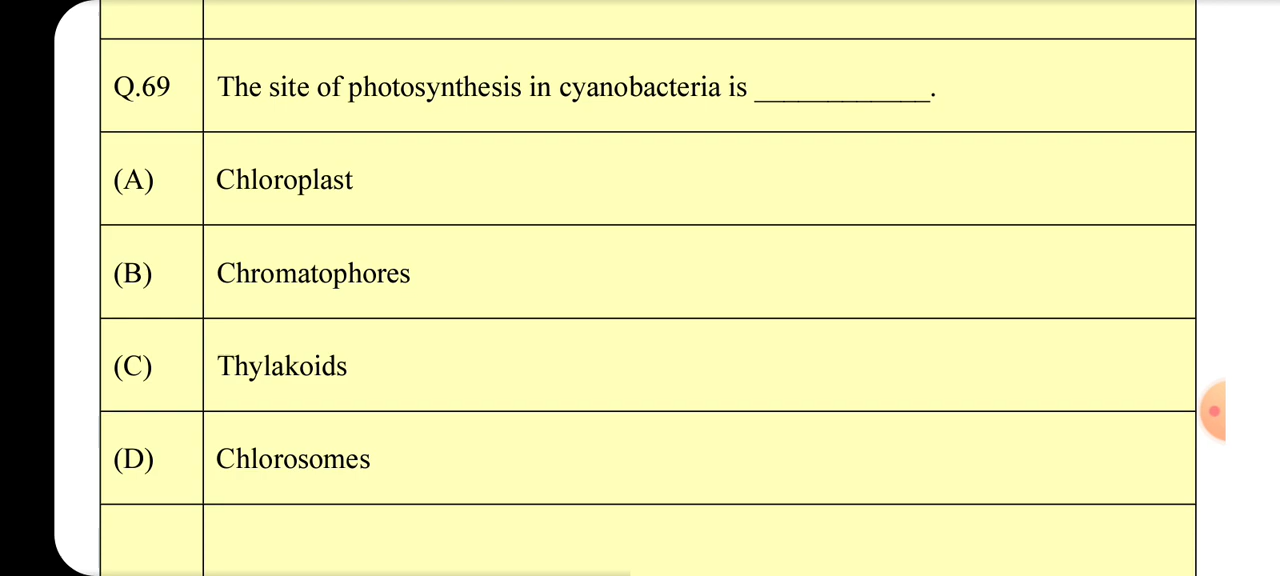 Q.69 The site of photosynthesis in cyanobacteria is ____________.
(A) Chloroplast
(B) Chromatophores
(C) Thylakoids
(D) Chlorosomes